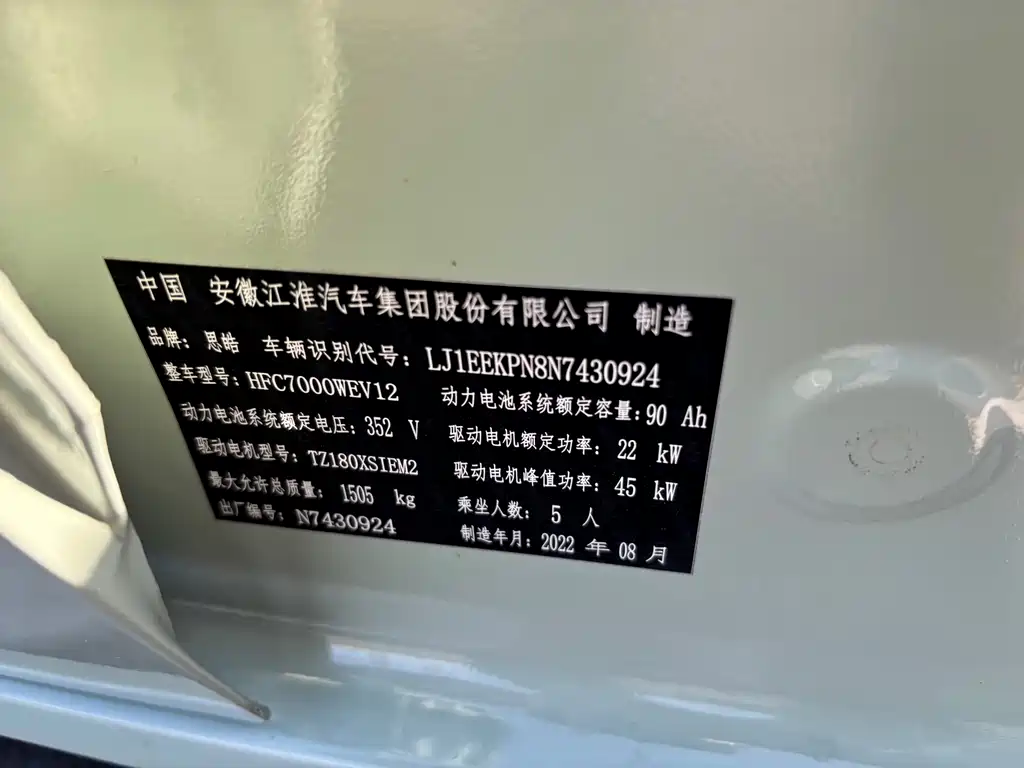 中国 安徽江淮汽车集团股份有限公司 制造
品牌: 思皓 车辆识别代号: LJ1EEKPN8N7430924
整车型号: HFC7000WEV12 动力电池系统额定容量: 90 Ah
动力电池系统额定电压: 352 V 驱动电机额定功率: 22 kW
驱动电机型号: TZ180XSIEM2 驱动电机峰值功率: 45 kW
最大允许总质量: 1505 kg 乘坐人数: 5 人
出厂编号: N7430924 制造年月: 2022 年 08 月